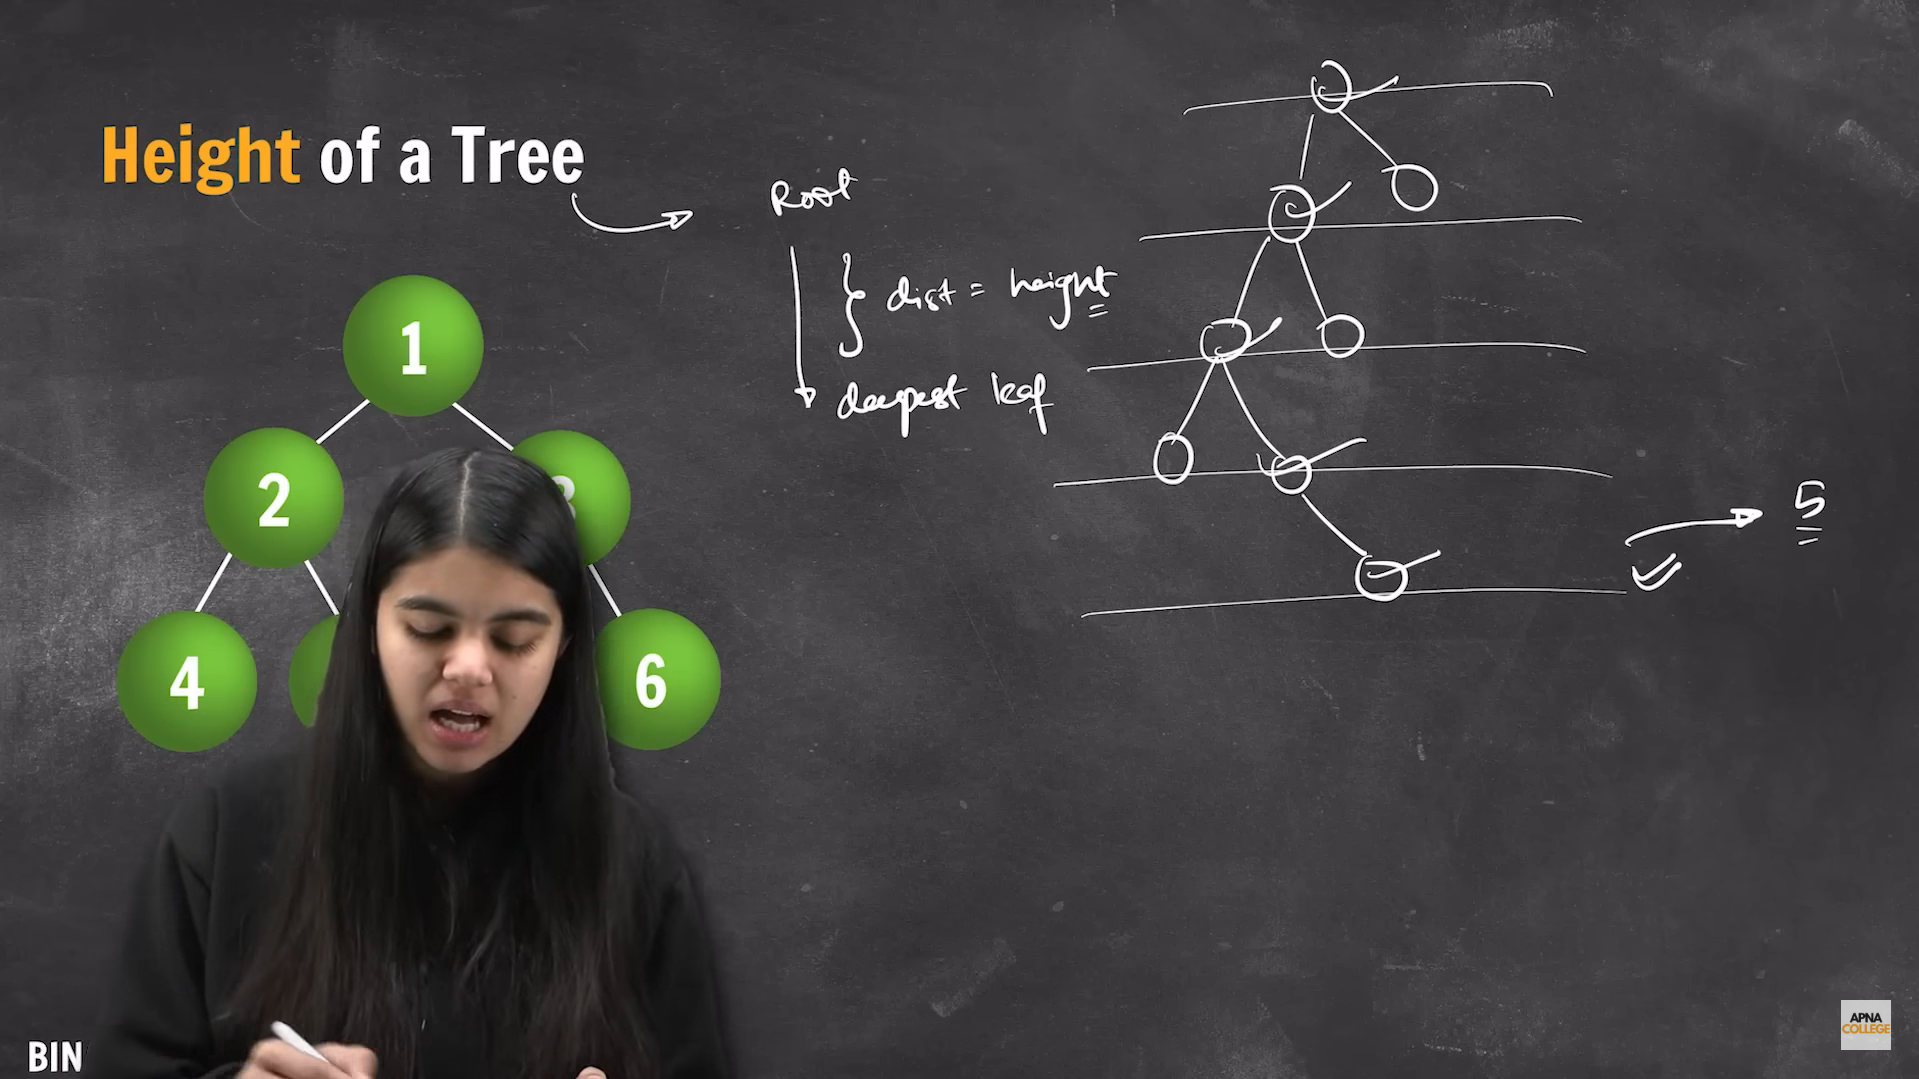 Height of a Tree
Root
dist = height
deepest leaf
5
1
2
4
6
BIN
APNA
COLLEGE